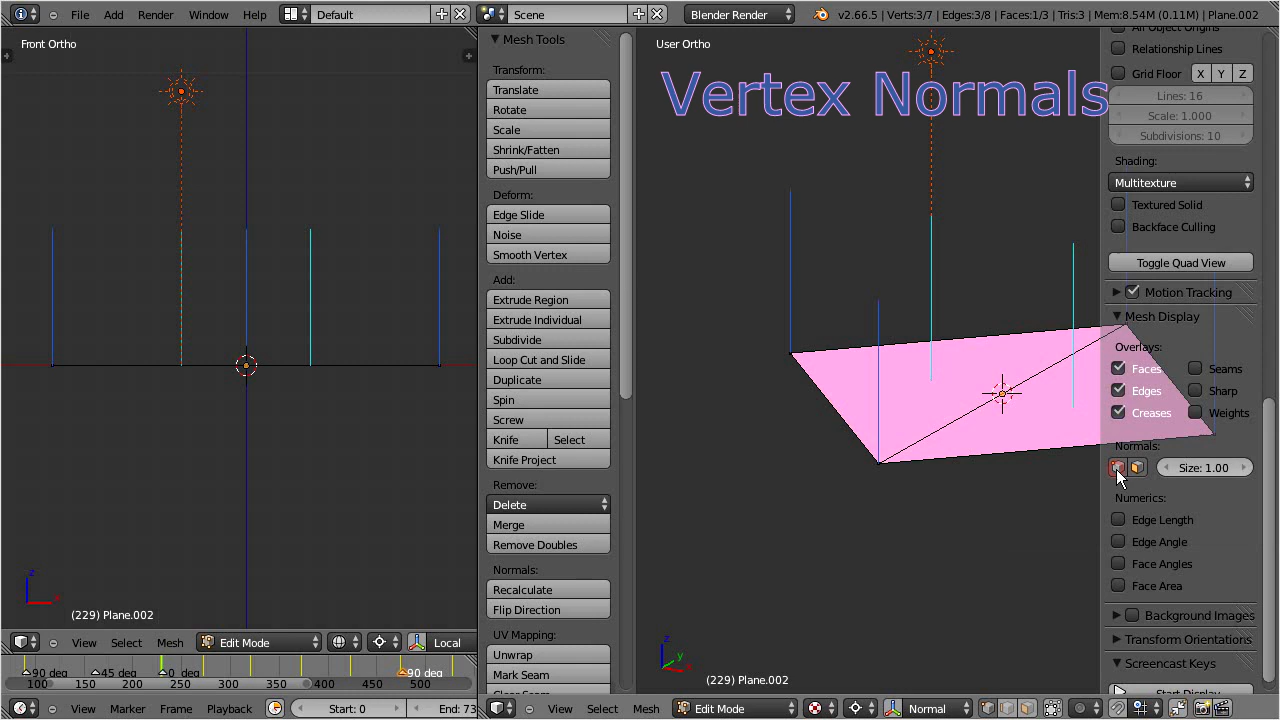 File Add Render Window Help Default Scene Blender Render v2.66.5 | Verts:3/7 | Edges:3/8 | Faces:1/3 | Tris:3 | Mem:8.54M (0.11M) | Plane.002
Front Ortho
z
x
(229) Plane.002
View Select Mesh Edit Mode Local
90 deg 45 deg 0 deg 90 deg
100 150 200 250 300 350 400 450 500
View Marker Frame Playback Start: 0 End: 73
Mesh Tools
Transform:
Translate
Rotate
Scale
Shrink/Fatten
Push/Pull
Deform:
Edge Slide
Noise
Smooth Vertex
Add:
Extrude Region
Extrude Individual
Subdivide
Loop Cut and Slide
Duplicate
Spin
Screw
Knife Select
Knife Project
Remove:
Delete
Merge
Remove Doubles
Normals:
Recalculate
Flip Direction
UV Mapping:
Unwrap
Mark Seam
Clear Seam
User Ortho
Vertex Normals
z
y
x
(229) Plane.002
View Select Mesh Edit Mode Normal
All Object Origins
Relationship Lines
Grid Floor X Y Z
Lines: 16
Scale: 1.000
Subdivisions: 10
Shading:
Multitexture
Textured Solid
Backface Culling
Toggle Quad View
Motion Tracking
Mesh Display
Overlays:
Faces Seams
Edges Sharp
Creases Weights
Normals:
Size: 1.00
Numerics:
Edge Length
Edge Angle
Face Angles
Face Area
Background Images
Transform Orientations
Screencast Keys
Start Display